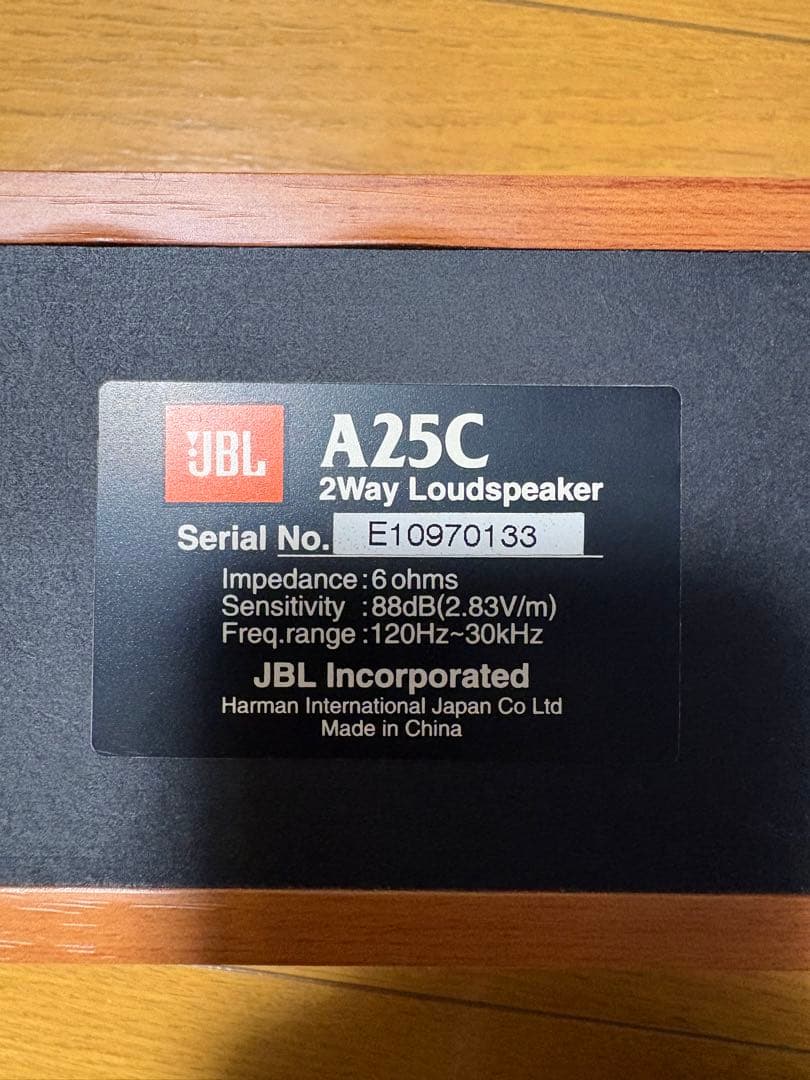 JBL
A25C
2Way Loudspeaker
Serial No. E10970133
Impedance:6 ohms
Sensitivity :88dB(2.83V/m)
Freq.range :120Hz~30kHz
JBL Incorporated
Harman International Japan Co Ltd
Made in China